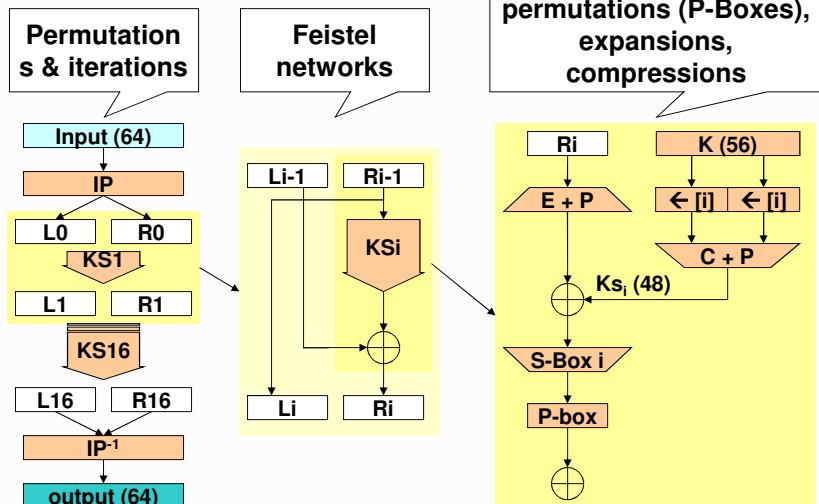 Permutation
s & iterations
Feistel
networks
permutations (P-Boxes),
expansions,
compressions
Input (64)
IP
L0 R0
KS1
L1 R1
KS16
L16 R16
IP-1
output (64)
Li-1 Ri-1
KSi
Li Ri
Ri K (56)
E + P
← [i] ← [i]
C + P
Ksi (48)
S-Box i
P-box